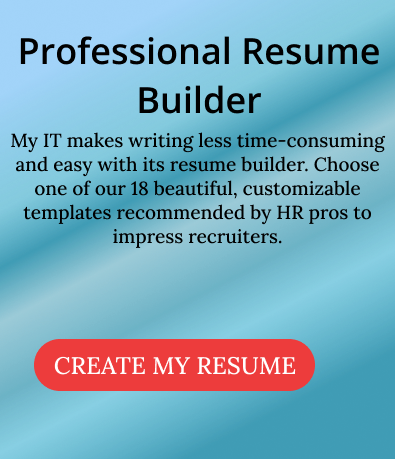 Professional Resume
Builder
My IT makes writing less time-consuming
and easy with its resume builder. Choose
one of our 18 beautiful, customizable
templates recommended by HR pros to
impress recruiters.
CREATE MY RESUME